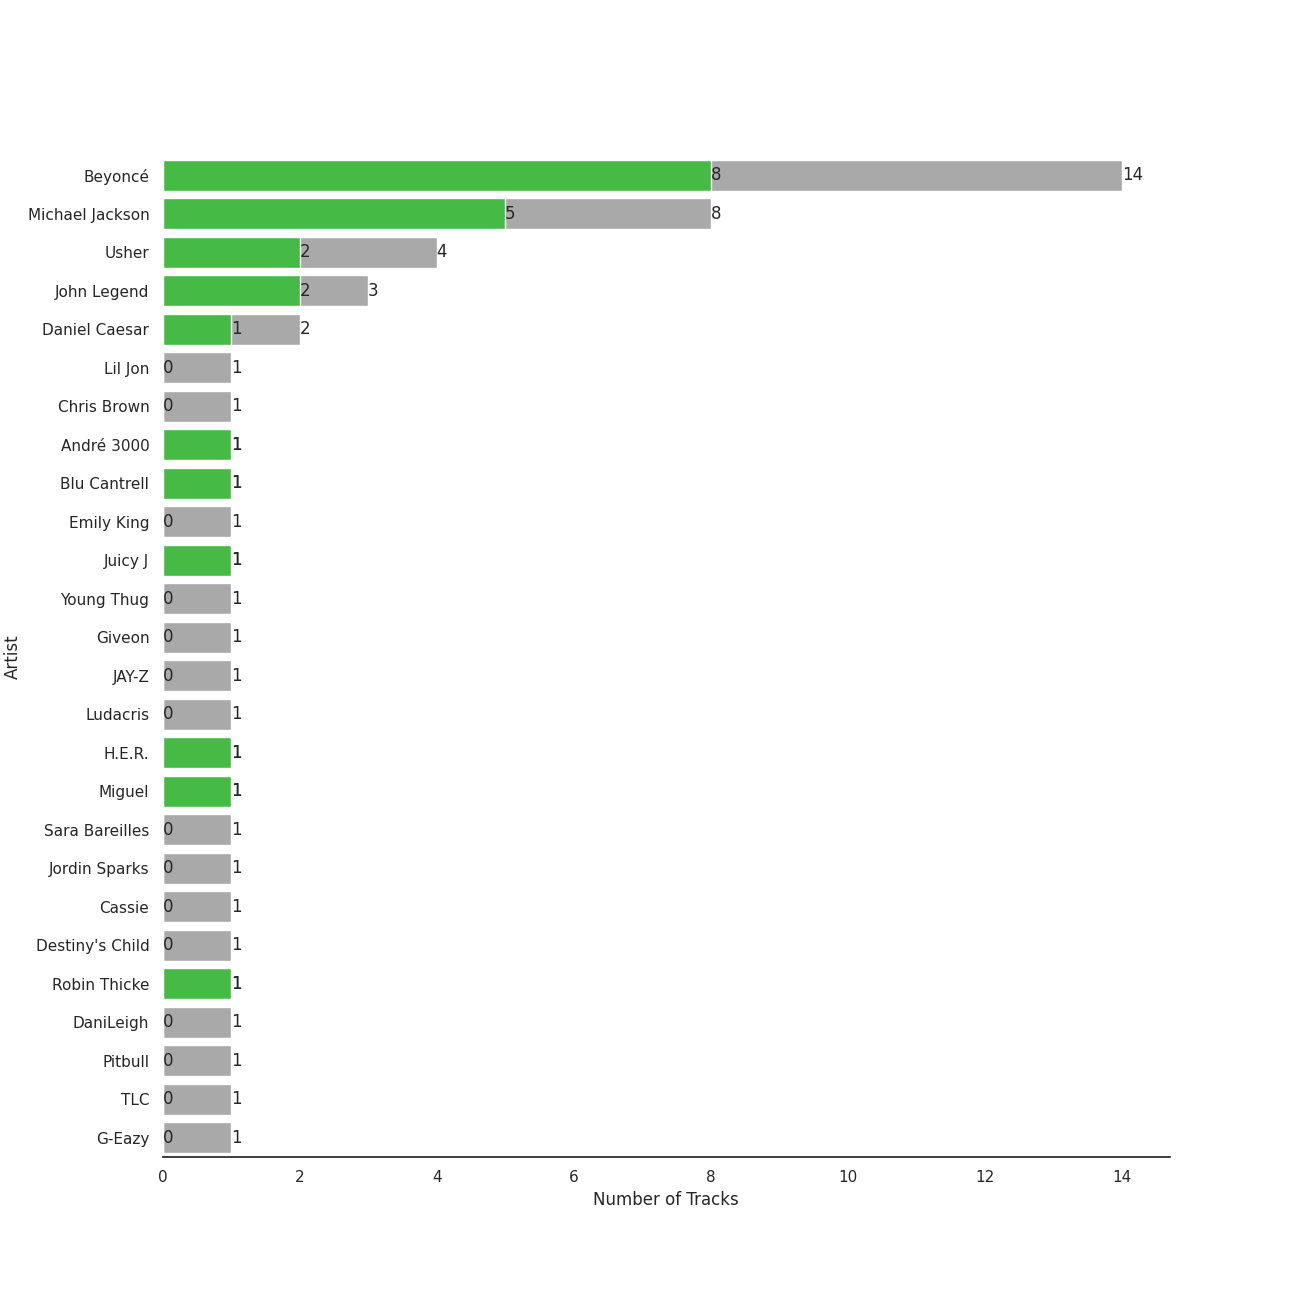 Beyoncé 8 14
Michael Jackson 5 8
Usher 2 4
John Legend 2 3
Daniel Caesar 1 2
Lil Jon 0 1
Chris Brown 0 1
André 3000 1
Blu Cantrell 1
Emily King 0 1
Juicy J 1
Young Thug 0 1
Giveon 0 1
JAY-Z 0 1
Ludacris 0 1
H.E.R. 1
Miguel 1
Sara Bareilles 0 1
Jordin Sparks 0 1
Cassie 0 1
Destiny's Child 0 1
Robin Thicke 1
DaniLeigh 0 1
Pitbull 0 1
TLC 0 1
G-Eazy 0 1
Artist
0 2 4 6 8 10 12 14
Number of Tracks